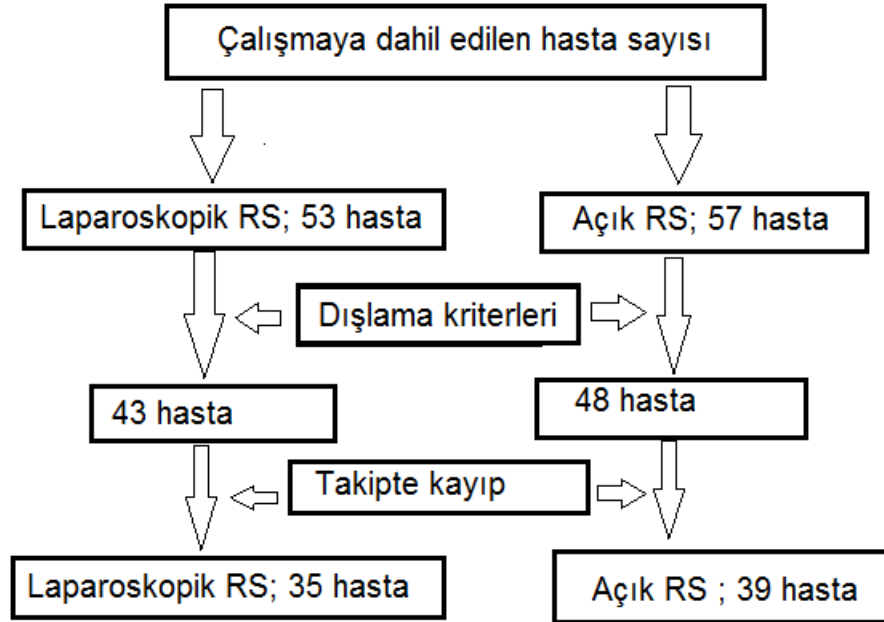 Çalışmaya dahil edilen hasta sayısı
Laparoskopik RS; 53 hasta
Açık RS; 57 hasta
Dışlama kriterleri
43 hasta
48 hasta
Takipte kayıp
Laparoskopik RS; 35 hasta
Açık RS ; 39 hasta